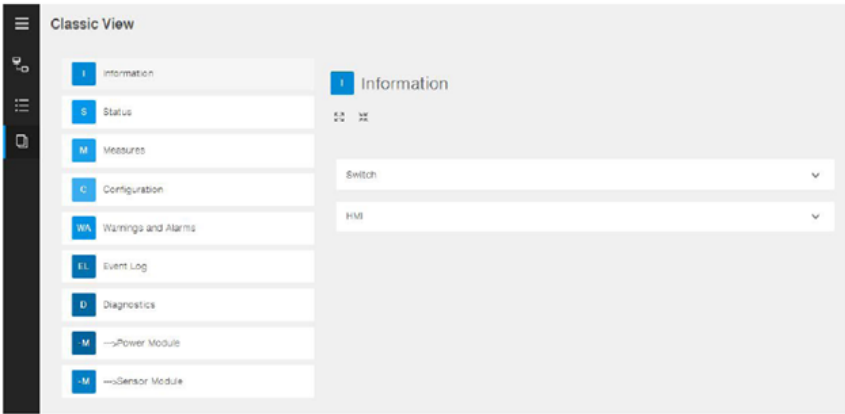 Classic View
I Information
S Status
M Measures
C Configuration
WA Warnings and Alarms
EL Event Log
D Diagnostics
-M --->Power Module
-M --->Sensor Module
I Information
Switch
HMI